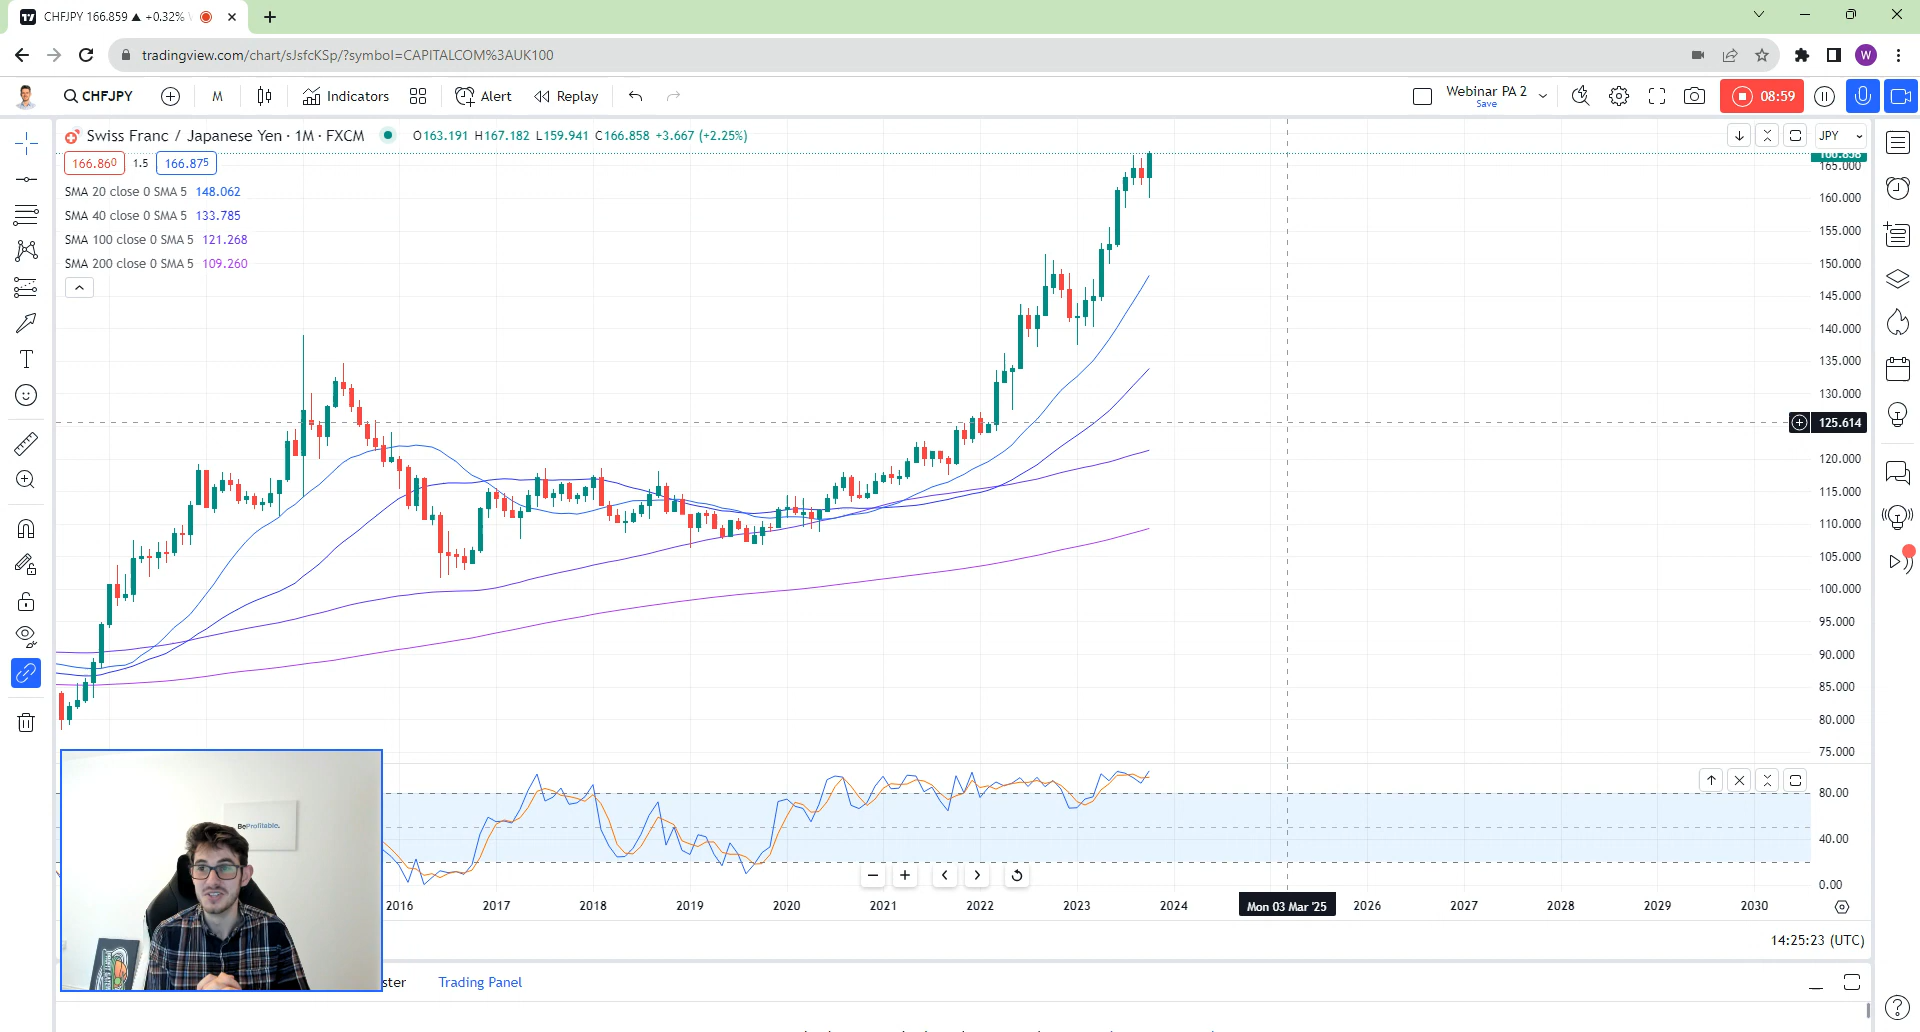 CHFJPY 166.859 ▲ +0.32%
tradingview.com/chart/sJsfcKSp/?symbol=CAPITALCOM%3AUK100
W
CHFJPY
M
Indicators
Alert
Replay
Webinar PA 2
Save
08:59
Swiss Franc / Japanese Yen · 1M · FXCM
O163.191 H167.182 L159.941 C166.858 +3.667 (+2.25%)
JPY
166.860 1.5 166.875
SMA 20 close 0 SMA 5 148.062
SMA 40 close 0 SMA 5 133.785
SMA 100 close 0 SMA 5 121.268
SMA 200 close 0 SMA 5 109.260
166.858
165.000
160.000
155.000
150.000
145.000
140.000
135.000
130.000
125.614
120.000
115.000
110.000
105.000
100.000
95.000
90.000
85.000
80.000
75.000
80.00
40.00
0.00
BeProfitable.
2016 2017 2018 2019 2020 2021 2022 2023 2024 Mon 03 Mar '25 2026 2027 2028 2029 2030
14:25:23 (UTC)
ster
Trading Panel